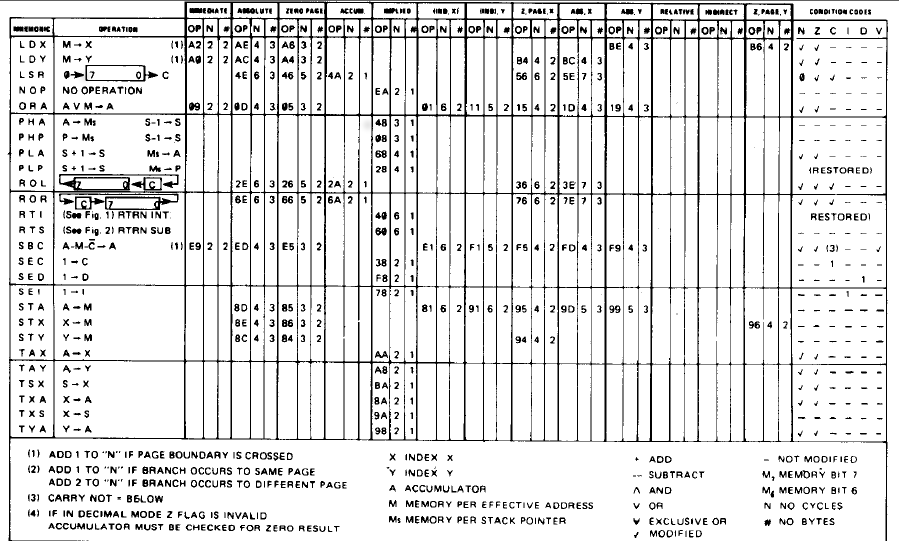 IMMEDIATE ABSOLUTE ZERO PAGE ACCUM. IMPLIED (IND, X) (IND), Y Z, PAGE, X ABS, X ABS, Y RELATIVE INDIRECT Z, PAGE, Y CONDITION CODES
MNEMONIC OPERATION OP N # OP N # OP N # OP N # OP N # OP N # OP N # OP N # OP N # OP N # OP N # OP N # OP N # N Z C I D V
LDX M→X (1) A2 2 2 AE 4 3 A6 3 2 BE 4 3 B6 4 2 ✓ ✓ – – – –
LDY M→Y (1) A0 2 2 AC 4 3 A4 3 2 B4 4 2 BC 4 3 ✓ ✓ – – – –
LSR 0→ 7 0 → C 4E 6 3 46 5 2 4A 2 1 56 6 2 5E 7 3 0 ✓ ✓ – – –
NOP NO OPERATION EA 2 1 – – – – – –
ORA A V M→A 09 2 2 0D 4 3 05 3 2 01 6 2 11 5 2 15 4 2 1D 4 3 19 4 3 ✓ ✓ – – – –
PHA A→Ms S-1→S 48 3 1 – – – – – –
PHP P→Ms S-1→S 08 3 1 – – – – – –
PLA S+1→S Ms→A 68 4 1 ✓ ✓ – – – –
PLP S+1→S Ms→P 28 4 1 (RESTORED)
ROL 7 0 ← C 2E 6 3 26 5 2 2A 2 1 36 6 2 3E 7 3 ✓ ✓ ✓ – – –
ROR C → 7 0 6E 6 3 66 5 2 6A 2 1 76 6 2 7E 7 3 ✓ ✓ ✓ – – –
RTI (See Fig. 1) RTRN INT. 40 6 1 RESTORED)
RTS (See Fig. 2) RTRN SUB 60 6 1 – – – – – –
SBC A-M-C̅→A (1) E9 2 2 ED 4 3 E5 3 2 E1 6 2 F1 5 2 F5 4 2 FD 4 3 F9 4 3 ✓ ✓ (3) – – ✓
SEC 1→C 38 2 1 – – 1 – – –
SED 1→D F8 2 1 – – – – 1 –
SEI 1→I 78 2 1 – – – 1 – –
STA A→M 8D 4 3 85 3 2 81 6 2 91 6 2 95 4 2 9D 5 3 99 5 3 – – – – – –
STX X→M 8E 4 3 86 3 2 96 4 2 – – – – – –
STY Y→M 8C 4 3 84 3 2 94 4 2 – – – – – –
TAX A→X AA 2 1 ✓ ✓ – – – –
TAY A→Y A8 2 1 ✓ ✓ – – – –
TSX S→X BA 2 1 ✓ ✓ – – – –
TXA X→A 8A 2 1 ✓ ✓ – – – –
TXS X→S 9A 2 1 – – – – – –
TYA Y→A 98 2 1 ✓ ✓ – – – –
(1) ADD 1 TO "N" IF PAGE BOUNDARY IS CROSSED
(2) ADD 1 TO "N" IF BRANCH OCCURS TO SAME PAGE
ADD 2 TO "N" IF BRANCH OCCURS TO DIFFERENT PAGE
(3) CARRY NOT = BELOW
(4) IF IN DECIMAL MODE Z FLAG IS INVALID
ACCUMULATOR MUST BE CHECKED FOR ZERO RESULT
X INDEX X
Y INDEX Y
A ACCUMULATOR
M MEMORY PER EFFECTIVE ADDRESS
Ms MEMORY PER STACK POINTER
+ ADD
-- SUBTRACT
Λ AND
V OR
⊻ EXCLUSIVE OR
✓ MODIFIED
– NOT MODIFIED
M₇ MEMORY BIT 7
M₆ MEMORY BIT 6
N NO CYCLES
# NO BYTES